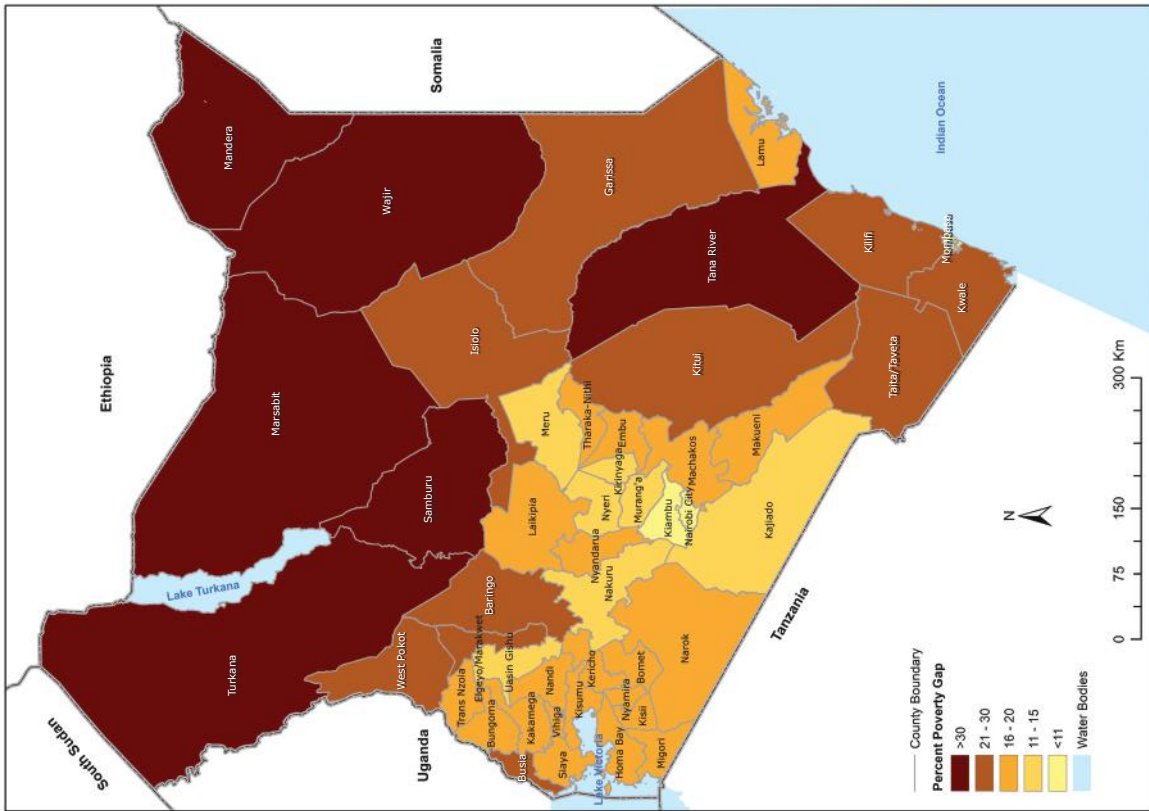 South Sudan
Ethiopia
Somalia
Uganda
Tanzania
Indian Ocean
Lake Turkana
Lake Victoria
Mandera
Turkana
Marsabit
Wajir
Samburu
West Pokot
Isiolo
Baringo
Trans Nzoia
Elgeyo/Marakwet
Bungoma
Uasin Gishu
Busia
Kakamega
Laikipia
Meru
Garissa
Siaya
Vihiga
Nandi
Kisumu
Kericho
Nakuru
Nyandarua
Nyeri
Tharaka-Nithi
Kirinyaga
Embu
Homa Bay
Nyamira
Kisii
Bomet
Murang'a
Kiambu
Nairobi City
Machakos
Kitui
Tana River
Lamu
Migori
Narok
Kajiado
Makueni
Kilifi
Taita/Taveta
Mombasa
Kwale
N
0
75
150
300 Km
County Boundary
Percent Poverty Gap
>30
21 - 30
16 - 20
11 - 15
<11
Water Bodies